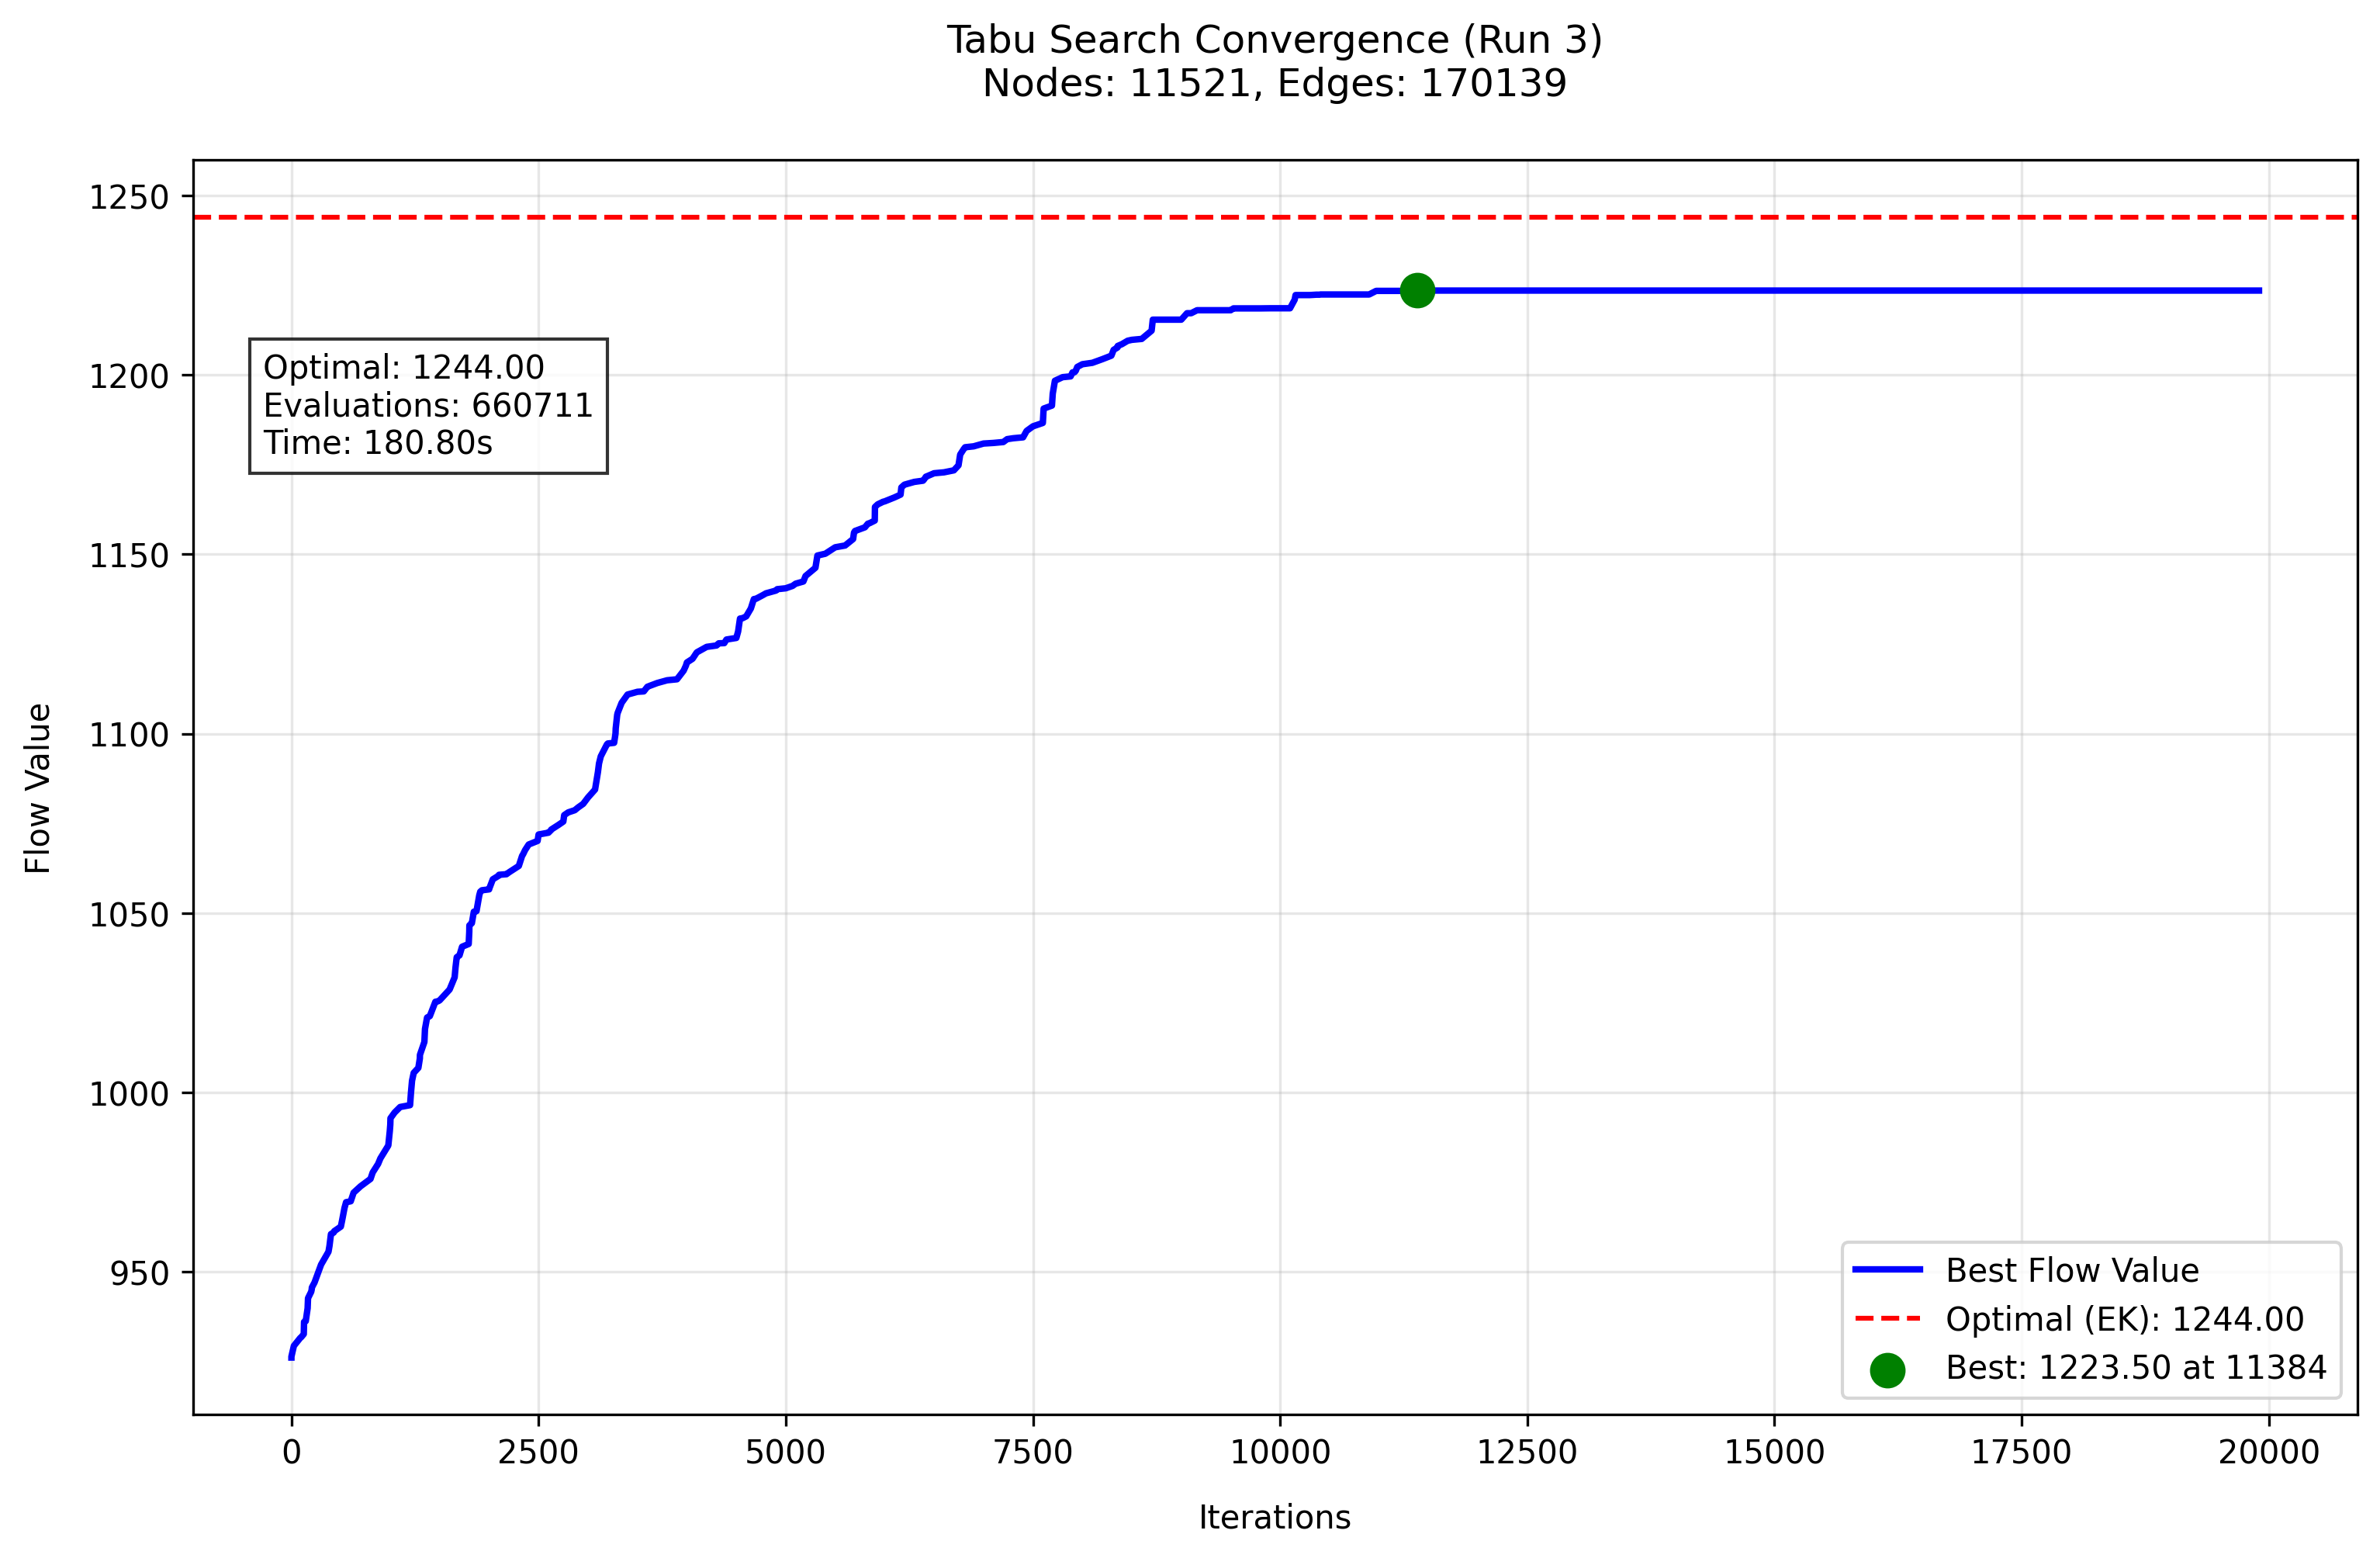 Tabu Search Convergence (Run 3)
Nodes: 11521, Edges: 170139
1250
1200
1150
1100
1050
1000
950
Flow Value
Optimal: 1244.00
Evaluations: 660711
Time: 180.80s
Best Flow Value
Optimal (EK): 1244.00
Best: 1223.50 at 11384
0 2500 5000 7500 10000 12500 15000 17500 20000
Iterations